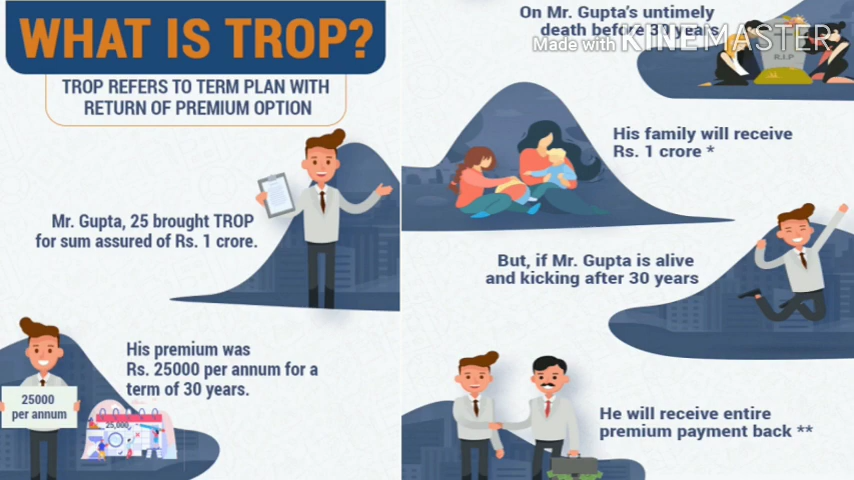 WHAT IS TROP?
TROP REFERS TO TERM PLAN WITH
RETURN OF PREMIUM OPTION
Mr. Gupta, 25 brought TROP
for sum assured of Rs. 1 crore.
His premium was
Rs. 25000 per annum for a
term of 30 years.
25000
per annum
25,000
On Mr. Gupta's untimely
death before 30 years
Made with KINEMASTER
R.I.P
His family will receive
Rs. 1 crore *
But, if Mr. Gupta is alive
and kicking after 30 years
He will receive entire
premium payment back **